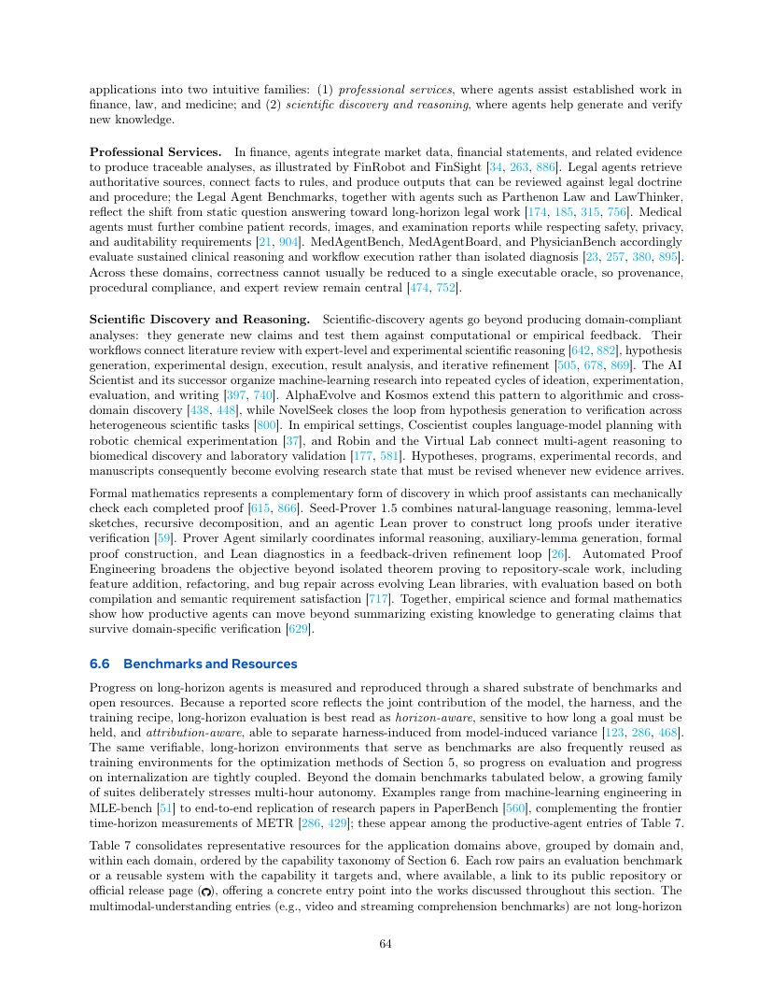 applications into two intuitive families: (1) professional services, where agents assist established work in
finance, law, and medicine; and (2) scientific discovery and reasoning, where agents help generate and verify
new knowledge.
Professional Services. In finance, agents integrate market data, financial statements, and related evidence
to produce traceable analyses, as illustrated by FinRobot and FinSight [34, 263, 886]. Legal agents retrieve
authoritative sources, connect facts to rules, and produce outputs that can be reviewed against legal doctrine
and procedure; the Legal Agent Benchmarks, together with agents such as Parthenon Law and LawThinker,
reflect the shift from static question answering toward long-horizon legal work [174, 185, 315, 756]. Medical
agents must further combine patient records, images, and examination reports while respecting safety, privacy,
and auditability requirements [21, 904]. MedAgentBench, MedAgentBoard, and PhysicianBench accordingly
evaluate sustained clinical reasoning and workflow execution rather than isolated diagnosis [23, 257, 380, 895].
Across these domains, correctness cannot usually be reduced to a single executable oracle, so provenance,
procedural compliance, and expert review remain central [474, 752].
Scientific Discovery and Reasoning. Scientific-discovery agents go beyond producing domain-compliant
analyses: they generate new claims and test them against computational or empirical feedback. Their
workflows connect literature review with expert-level and experimental scientific reasoning [642, 882], hypothesis
generation, experimental design, execution, result analysis, and iterative refinement [505, 678, 869]. The AI
Scientist and its successor organize machine-learning research into repeated cycles of ideation, experimentation,
evaluation, and writing [397, 740]. AlphaEvolve and Kosmos extend this pattern to algorithmic and cross-
domain discovery [438, 448], while NovelSeek closes the loop from hypothesis generation to verification across
heterogeneous scientific tasks [800]. In empirical settings, Coscientist couples language-model planning with
robotic chemical experimentation [37], and Robin and the Virtual Lab connect multi-agent reasoning to
biomedical discovery and laboratory validation [177, 581]. Hypotheses, programs, experimental records, and
manuscripts consequently become evolving research state that must be revised whenever new evidence arrives.
Formal mathematics represents a complementary form of discovery in which proof assistants can mechanically
check each completed proof [615, 866]. Seed-Prover 1.5 combines natural-language reasoning, lemma-level
sketches, recursive decomposition, and an agentic Lean prover to construct long proofs under iterative
verification [59]. Prover Agent similarly coordinates informal reasoning, auxiliary-lemma generation, formal
proof construction, and Lean diagnostics in a feedback-driven refinement loop [26]. Automated Proof
Engineering broadens the objective beyond isolated theorem proving to repository-scale work, including
feature addition, refactoring, and bug repair across evolving Lean libraries, with evaluation based on both
compilation and semantic requirement satisfaction [717]. Together, empirical science and formal mathematics
show how productive agents can move beyond summarizing existing knowledge to generating claims that
survive domain-specific verification [629].
6.6 Benchmarks and Resources
Progress on long-horizon agents is measured and reproduced through a shared substrate of benchmarks and
open resources. Because a reported score reflects the joint contribution of the model, the harness, and the
training recipe, long-horizon evaluation is best read as horizon-aware, sensitive to how long a goal must be
held, and attribution-aware, able to separate harness-induced from model-induced variance [123, 286, 468].
The same verifiable, long-horizon environments that serve as benchmarks are also frequently reused as
training environments for the optimization methods of Section 5, so progress on evaluation and progress
on internalization are tightly coupled. Beyond the domain benchmarks tabulated below, a growing family
of suites deliberately stresses multi-hour autonomy. Examples range from machine-learning engineering in
MLE-bench [51] to end-to-end replication of research papers in PaperBench [560], complementing the frontier
time-horizon measurements of METR [286, 429]; these appear among the productive-agent entries of Table 7.
Table 7 consolidates representative resources for the application domains above, grouped by domain and,
within each domain, ordered by the capability taxonomy of Section 6. Each row pairs an evaluation benchmark
or a reusable system with the capability it targets and, where available, a link to its public repository or
official release page (), offering a concrete entry point into the works discussed throughout this section. The
multimodal-understanding entries (e.g., video and streaming comprehension benchmarks) are not long-horizon
64